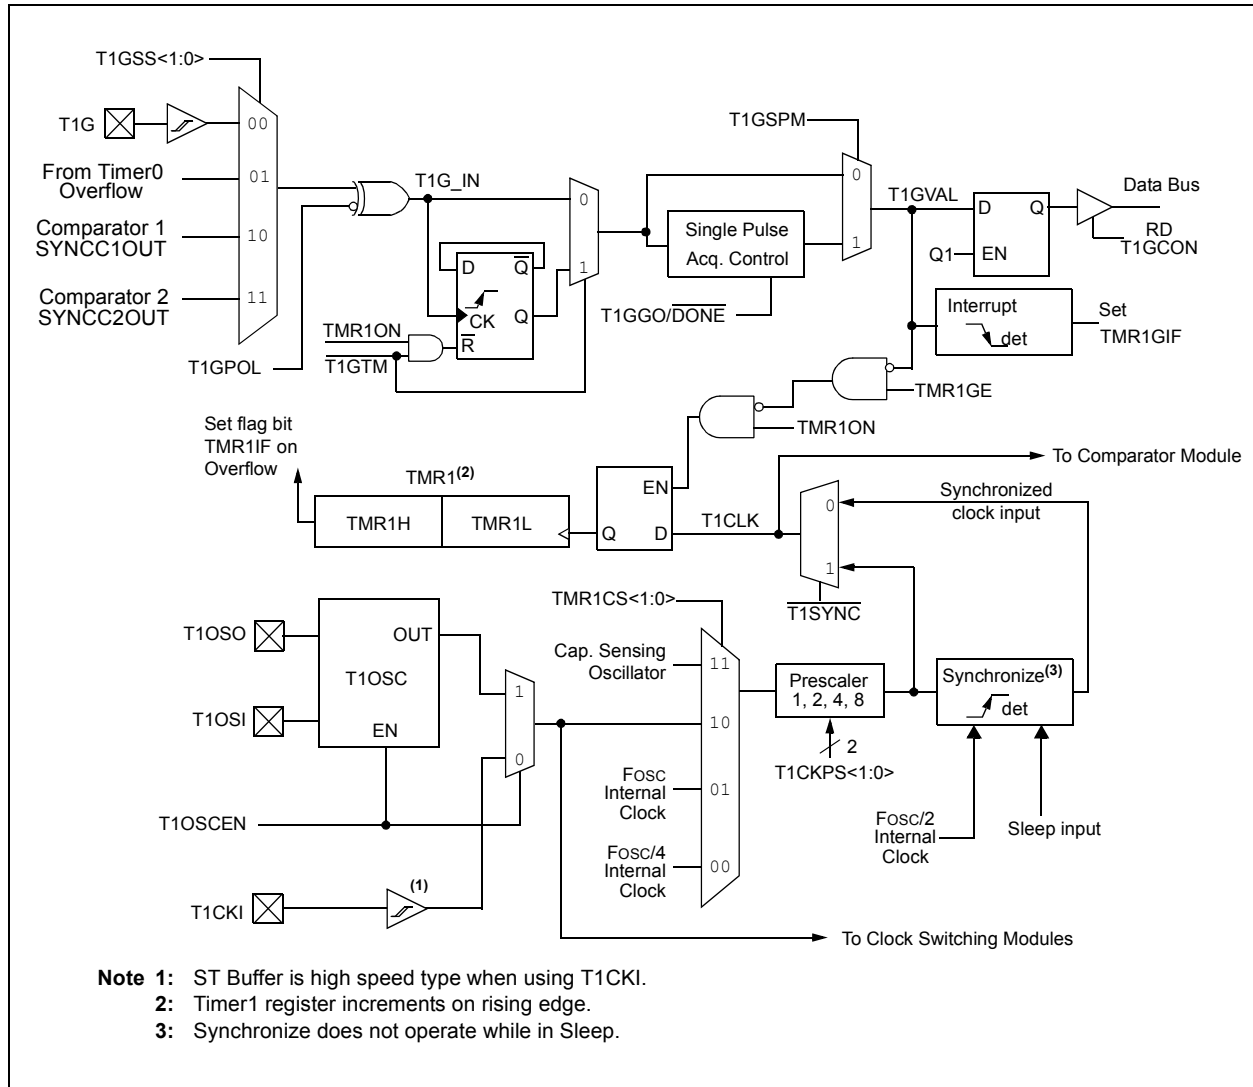 T1GSS<1:0>
T1G
00
From Timer0
Overflow
01
Comparator 1
SYNCC1OUT
10
Comparator 2
SYNCC2OUT
11
T1GPOL
T1G_IN
D
Q
CK
Q
R
TMR1ON
T1GTM
0
1
T1GSPM
Single Pulse
Acq. Control
T1GGO/DONE
0
1
T1GVAL
D
Q
Q1
EN
Data Bus
RD
T1GCON
Interrupt
det
Set
TMR1GIF
TMR1GE
TMR1ON
Set flag bit
TMR1IF on
Overflow
TMR1(2)
TMR1H
TMR1L
EN
Q
D
T1CLK
To Comparator Module
0
1
Synchronized
clock input
T1SYNC
TMR1CS<1:0>
T1OSO
T1OSI
OUT
T1OSC
EN
T1OSCEN
T1CKI
(1)
1
0
Cap. Sensing
Oscillator
11
10
FOSC
Internal
Clock
01
FOSC/4
Internal
Clock
00
Prescaler
1, 2, 4, 8
2
T1CKPS<1:0>
Synchronize(3)
det
FOSC/2
Internal
Clock
Sleep input
To Clock Switching Modules
Note 1: ST Buffer is high speed type when using T1CKI.
2: Timer1 register increments on rising edge.
3: Synchronize does not operate while in Sleep.